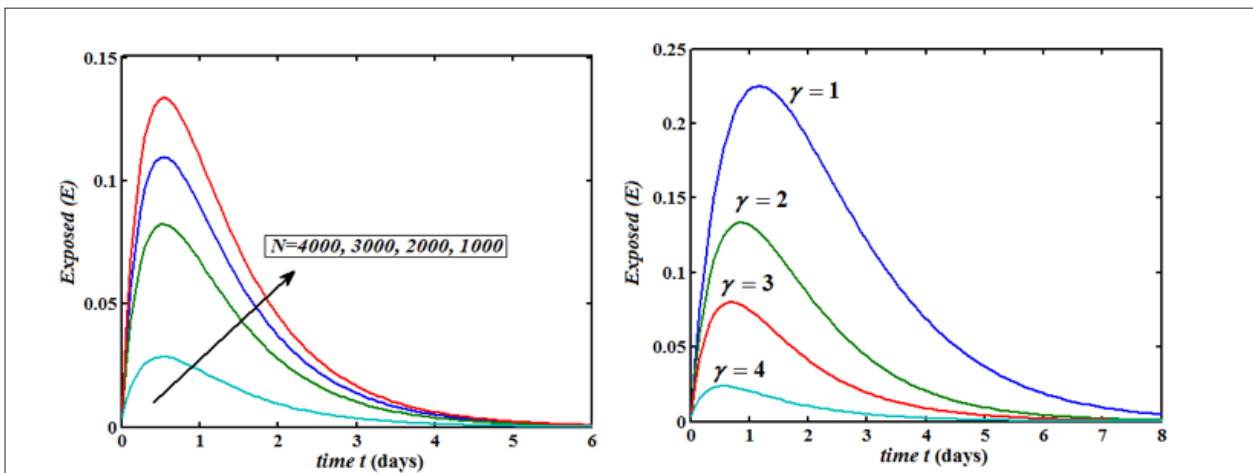 0.15
0.1
0.05
0
Exposed (E)
N=4000, 3000, 2000, 1000
0 1 2 3 4 5 6
time t (days)
0.25
0.2
0.15
0.1
0.05
0
Exposed (E)
γ = 1
γ = 2
γ = 3
γ = 4
0 1 2 3 4 5 6 7 8
time t (days)